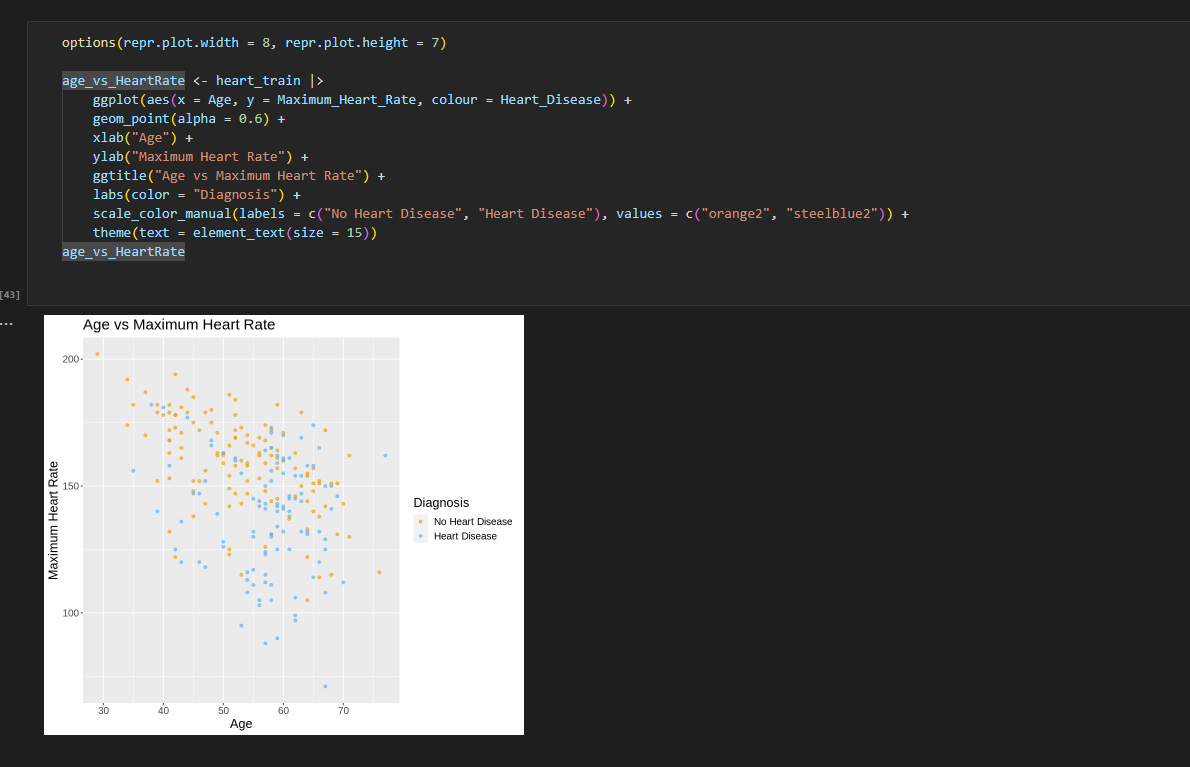 options(repr.plot.width = 8, repr.plot.height = 7)
age_vs_HeartRate <- heart_train |>
ggplot(aes(x = Age, y = Maximum_Heart_Rate, colour = Heart_Disease)) +
geom_point(alpha = 0.6) +
xlab("Age") +
ylab("Maximum Heart Rate") +
ggtitle("Age vs Maximum Heart Rate") +
labs(color = "Diagnosis") +
scale_color_manual(labels = c("No Heart Disease", "Heart Disease"), values = c("orange2", "steelblue2")) +
theme(text = element_text(size = 15))
age_vs_HeartRate
[43]
...
Age vs Maximum Heart Rate
200
150
100
Maximum Heart Rate
30 40 50 60 70
Age
Diagnosis
No Heart Disease
Heart Disease